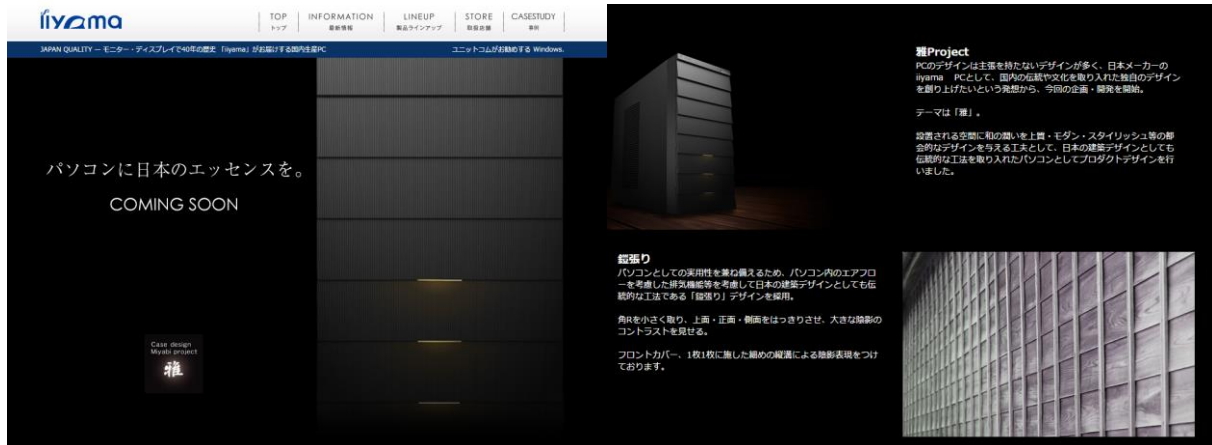 iiyama
TOP
トップ
INFORMATION
最新情報
LINEUP
製品ラインアップ
STORE
取扱店舗
CASESTUDY
事例
JAPAN QUALITY ー モニター・ディスプレイで40年の歴史 「iiyama」がお届けする国内生産PC
ユニットコムがお勧めする Windows.
パソコンに日本のエッセンスを。
COMING SOON
Case design
Miyabi project
雅
雅Project
PCのデザインは主張を持たないデザインが多く、日本メーカーの
iiyama PCとして、国内の伝統や文化を取り入れた独自のデザイン
を創り上げたいという発想から、今回の企画・開発を開始。
テーマは「雅」。
設置される空間に和の潤いを上質・モダン・スタイリッシュ等の都
会的なデザインを与える工夫として、日本の建築デザインとしても
伝統的な工法を取り入れたパソコンとしてプロダクトデザインを行
いました。
鎧張り
パソコンとしての実用性を兼ね備えるため、パソコン内のエアフロ
ーを考慮した排気機能等を考慮して日本の建築デザインとしても伝
統的な工法である「鎧張り」デザインを採用。
角Rを小さく取り、上面・正面・側面をはっきりさせ、大きな陰影の
コントラストを見せる。
フロントカバー、1枚1枚に施した細めの縦溝による陰影表現をつけ
ております。